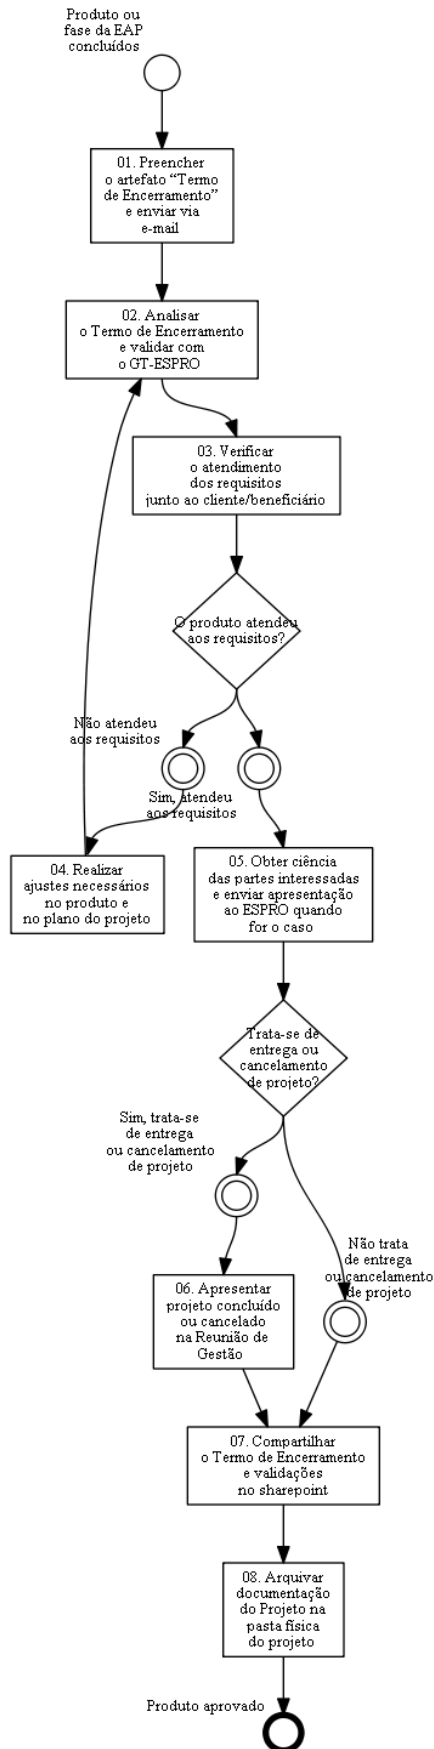 Produto ou
fase da EAP
concluídos
01. Preencher
o artefato “Termo
de Encerramento”
e enviar via
e-mail
02. Analisar
o Termo de Encerramento
e validar com
o GT-ESPRO
03. Verificar
o atendimento
dos requisitos
junto ao cliente/beneficiário
O produto atendeu
aos requisitos?
Não atendeu
aos requisitos
Sim, atendeu
aos requisitos
04. Realizar
ajustes necessários
no produto e
no plano do projeto
05. Obter ciência
das partes interessadas
e enviar apresentação
ao ESPRO quando
for o caso
Trata-se de
entrega ou
cancelamento
de projeto?
Sim, trata-se
de entrega
ou cancelamento
de projeto
Não trata
de entrega
ou cancelamento
de projeto
06. Apresentar
projeto concluído
ou cancelado
na Reunião de
Gestão
07. Compartilhar
o Termo de Encerramento
e validações
no sharepoint
08. Arquivar
documentação
do Projeto na
pasta física
do projeto
Produto aprovado